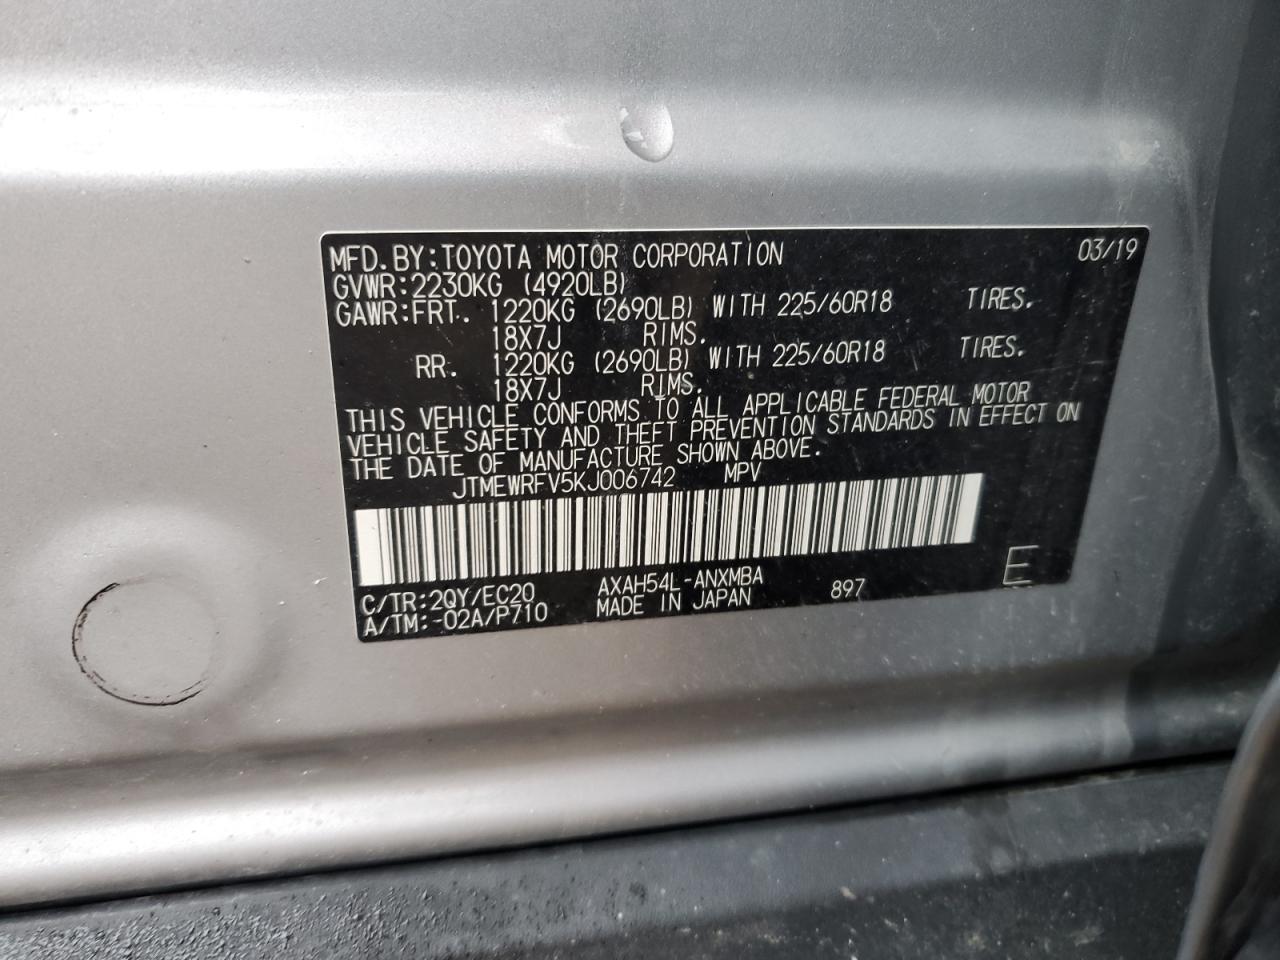 MFD. BY: TOYOTA MOTOR CORPORATION 03/19
GVWR: 2230KG (4920LB)
GAWR: FRT. 1220KG (2690LB) WITH 225/60R18 TIRES.
18X7J RIMS.
RR. 1220KG (2690LB) WITH 225/60R18 TIRES.
18X7J RIMS.
THIS VEHICLE CONFORMS TO ALL APPLICABLE FEDERAL MOTOR
VEHICLE SAFETY AND THEFT PREVENTION STANDARDS IN EFFECT ON
THE DATE OF MANUFACTURE SHOWN ABOVE.
JTMEWRFV5KJ006742 MPV
C/TR: 2QY/EC20 AXAH54L-ANXMBA 897 E
A/TM: -02A/P710 MADE IN JAPAN